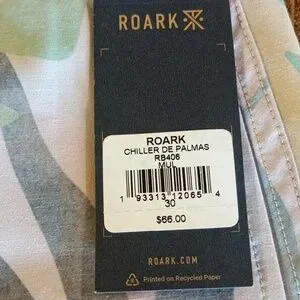 ROARK
ROARK
CHILLER DE PALMAS
RB406
MUL
1 93313 12065 4
30
$66.00
ROARK.COM
Printed on Recycled Paper